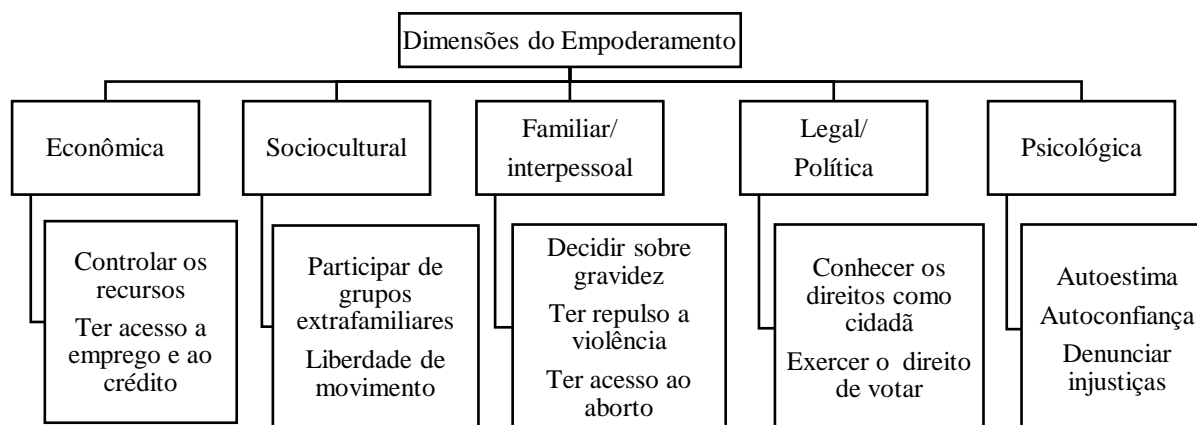 Dimensões do Empoderamento
Econômica
Sociocultural
Familiar/
interpessoal
Legal/
Política
Psicológica
Controlar os
recursos
Ter acesso a
emprego e ao
crédito
Participar de
grupos
extrafamiliares
Liberdade de
movimento
Decidir sobre
gravidez
Ter repulso a
violência
Ter acesso ao
aborto
Conhecer os
direitos como
cidadã
Exercer o direito
de votar
Autoestima
Autoconfiança
Denunciar
injustiças